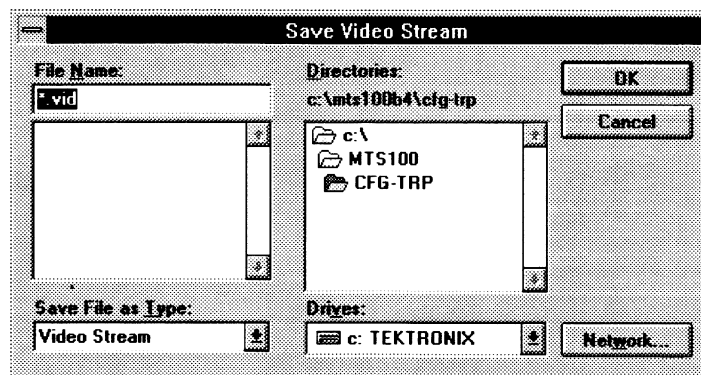 Save Video Stream
File Name:
*.vid
Directories:
c:\mts100b4\cfg-trp
OK
Cancel
c:\
MTS100
CFG-TRP
Save File as Type:
Video Stream
Drives:
c: TEKTRONIX
Network...